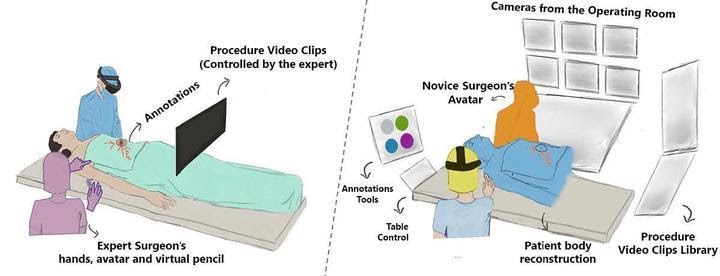 Procedure Video Clips
(Controlled by the expert)
Annotations
Expert Surgeon's
hands, avatar and virtual pencil
Cameras from the Operating Room
Novice Surgeon's
Avatar
Annotations
Tools
Table
Control
Patient body
reconstruction
Procedure
Video Clips Library